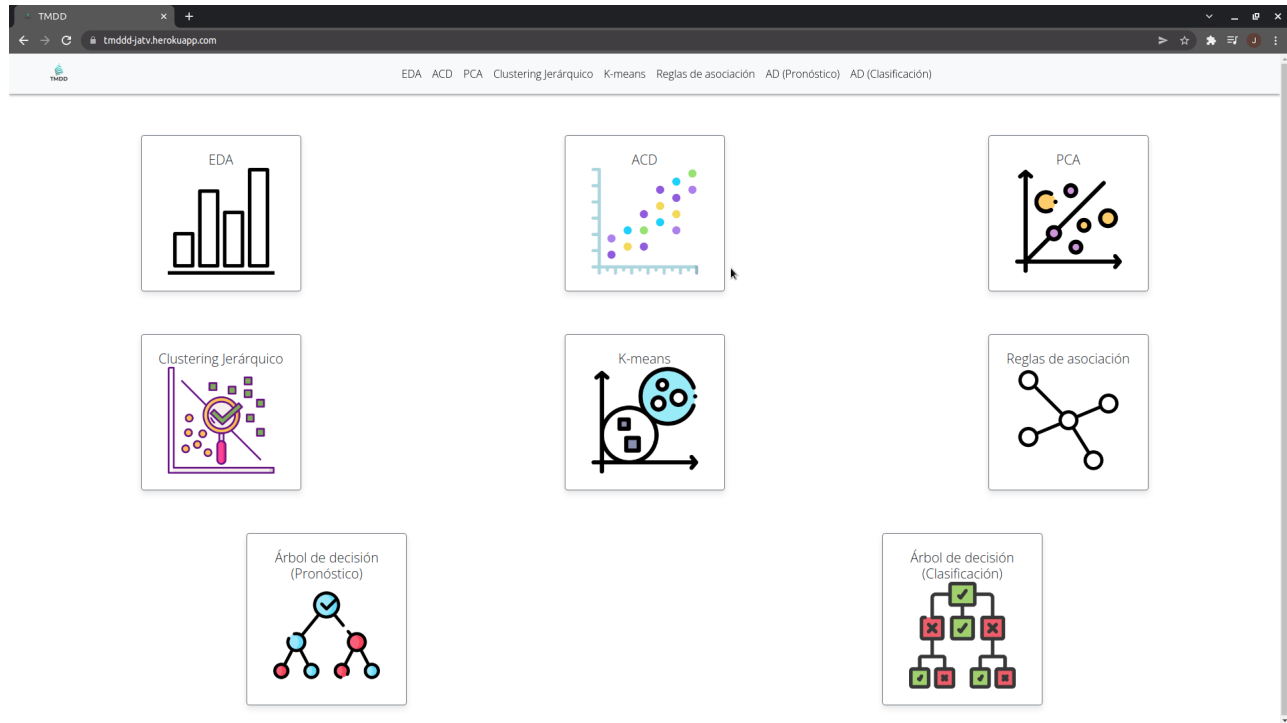 TMDD
tmddd-jatv.herokuapp.com
J
TMDD
EDA ACD PCA Clustering Jerárquico K-means Reglas de asociación AD (Pronóstico) AD (Clasificación)
EDA
ACD
PCA
Clustering Jerárquico
K-means
Reglas de asociación
Árbol de decisión
(Pronóstico)
Árbol de decisión
(Clasificación)